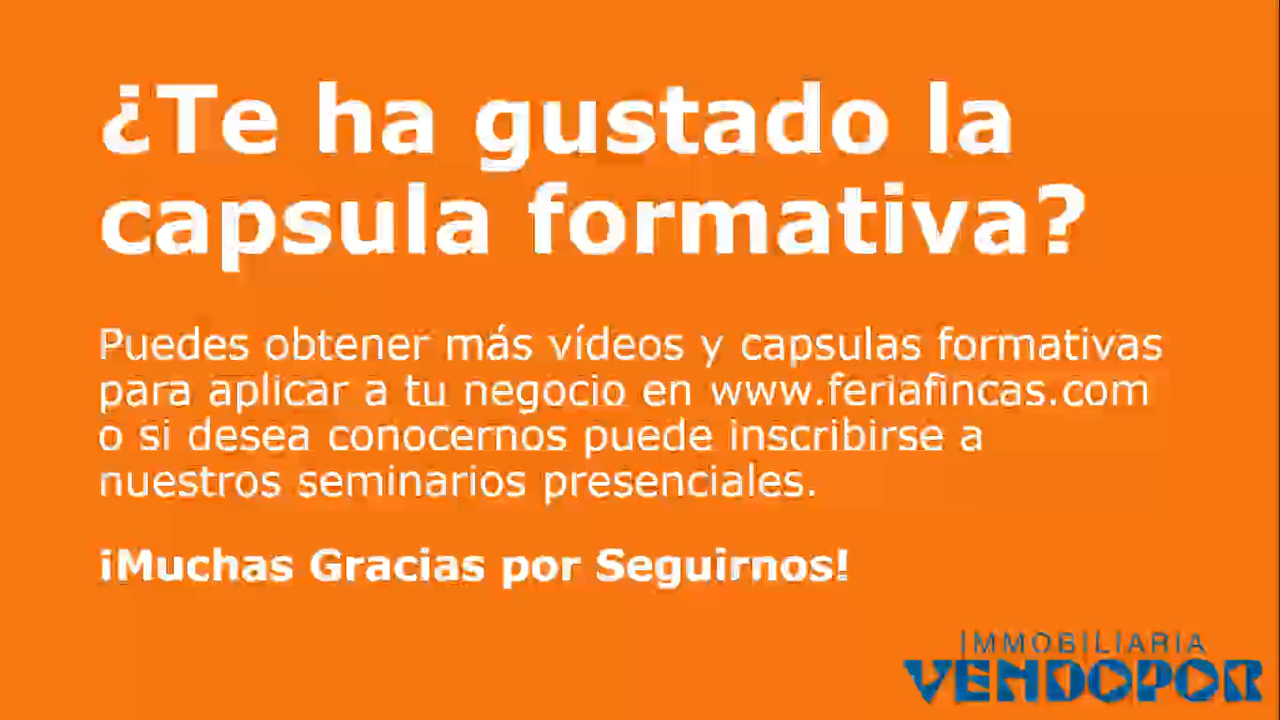 ¿Te ha gustado la
capsula formativa?
Puedes obtener más vídeos y capsulas formativas
para aplicar a tu negocio en www.feriafincas.com
o si desea conocernos puede inscribirse a
nuestros seminarios presenciales.
¡Muchas Gracias por Seguirnos!
IMMOBILIARIA
VENDOPOR